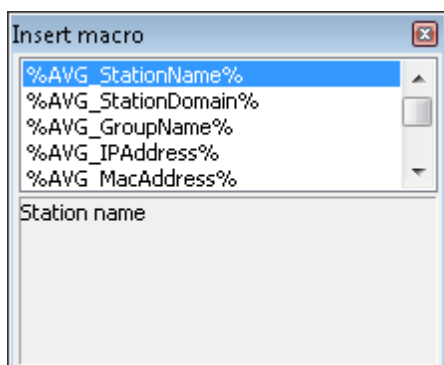 Insert macro
%AVG_StationName%
%AVG_StationDomain%
%AVG_GroupName%
%AVG_IPAddress%
%AVG_MacAddress%
Station name